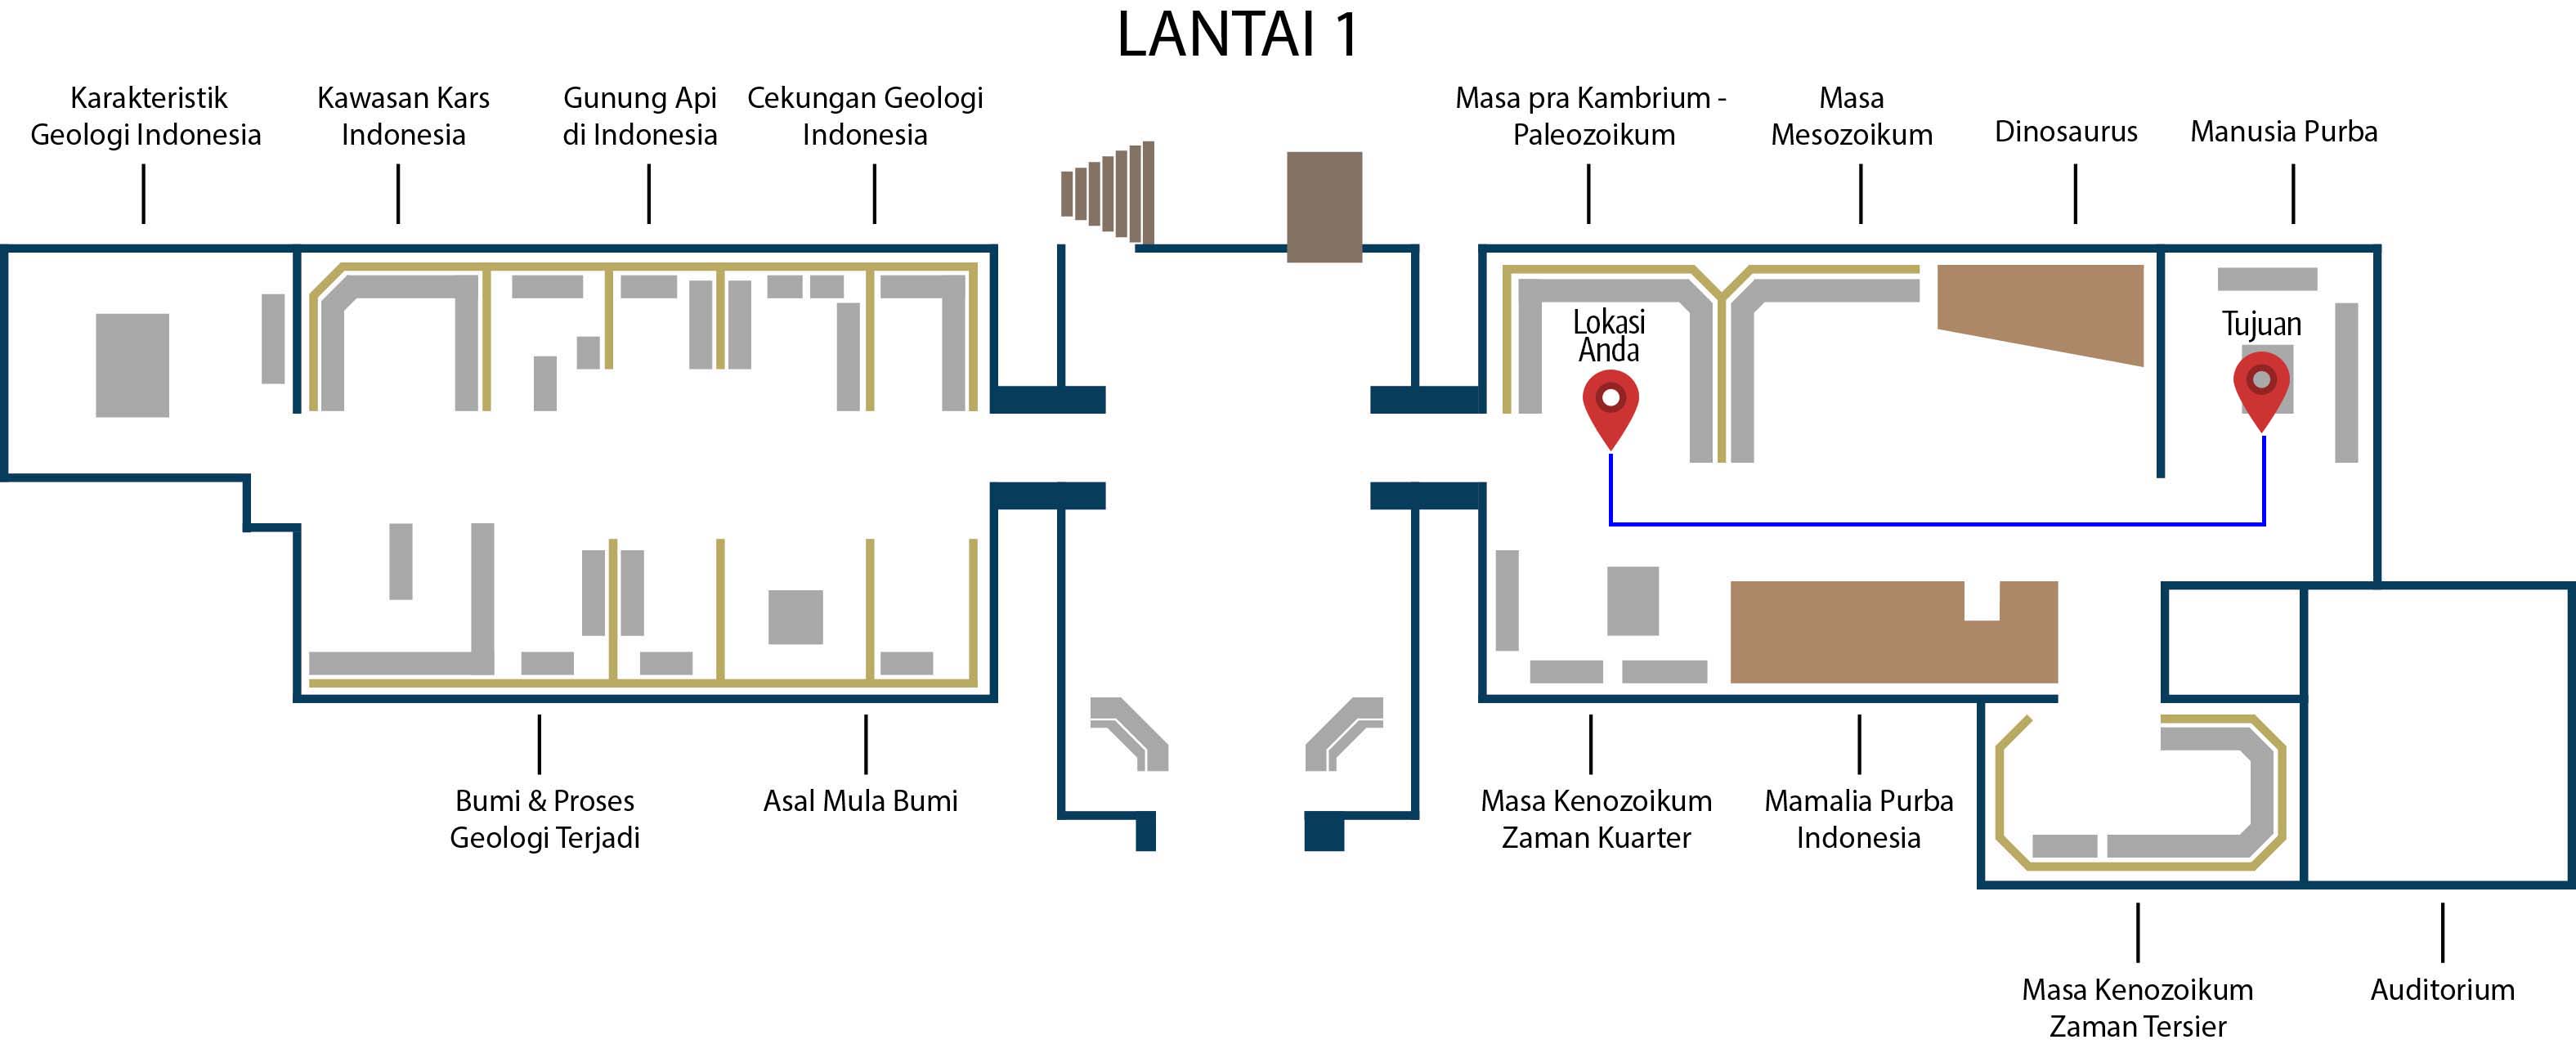 LANTAI 1
Karakteristik
Geologi Indonesia
Kawasan Kars
Indonesia
Gunung Api
di Indonesia
Cekungan Geologi
Indonesia
Masa pra Kambrium -
Paleozoikum
Masa
Mesozoikum
Dinosaurus
Manusia Purba
Lokasi
Anda
Tujuan
Bumi & Proses
Geologi Terjadi
Asal Mula Bumi
Masa Kenozoikum
Zaman Kuarter
Mamalia Purba
Indonesia
Masa Kenozoikum
Zaman Tersier
Auditorium